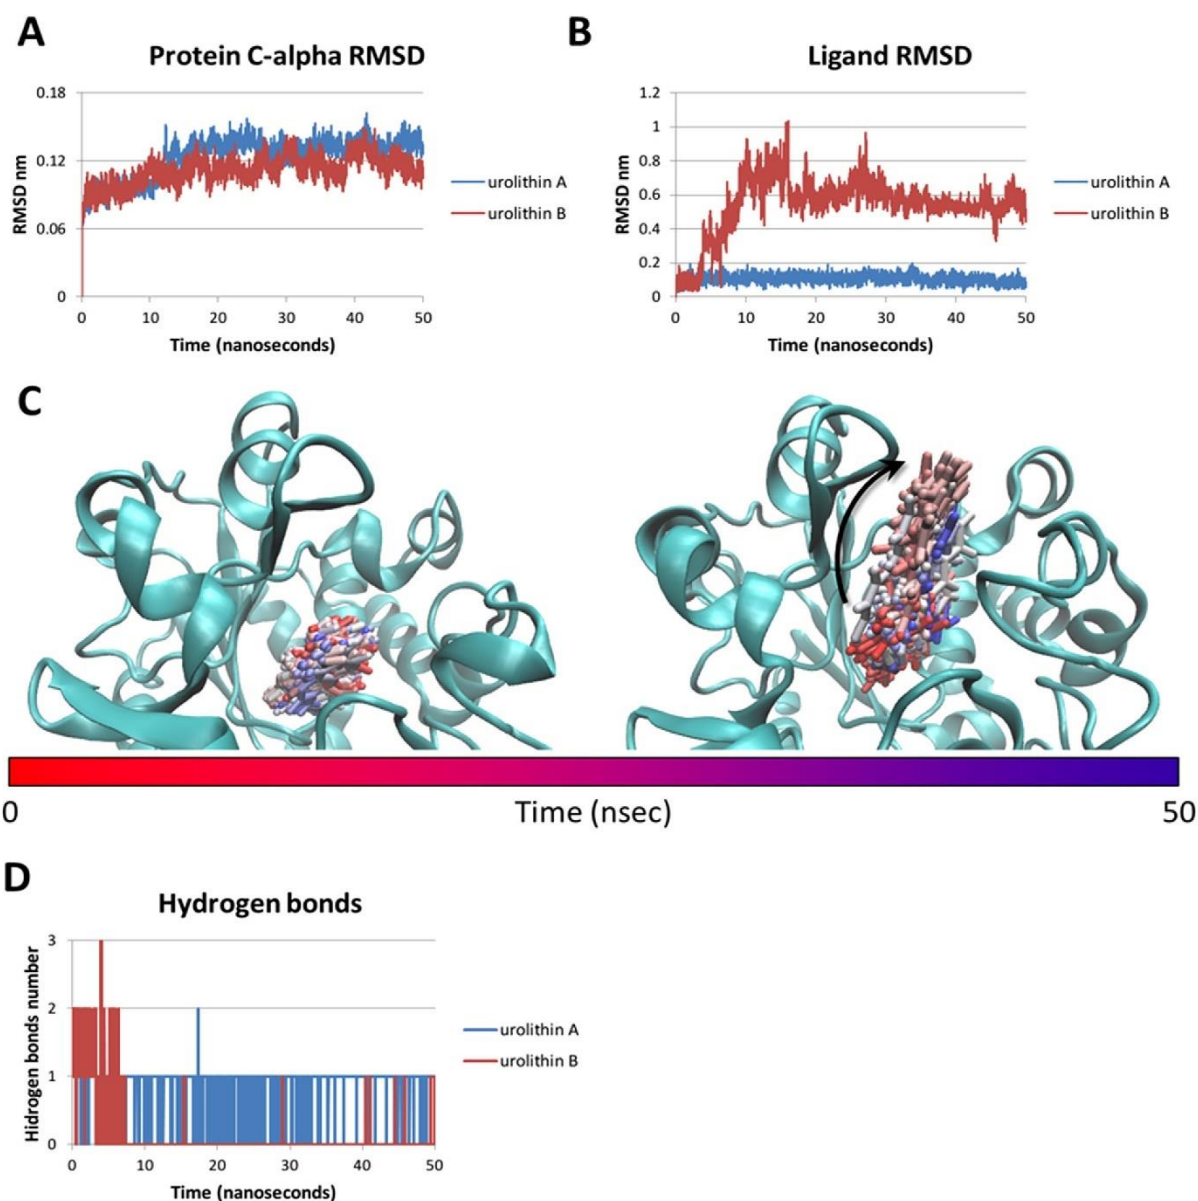 A
Protein C-alpha RMSD
0.18
0.12
0.06
0
RMSD nm
0 10 20 30 40 50
Time (nanoseconds)
urolithin A
urolithin B
B
Ligand RMSD
1.2
1
0.8
0.6
0.4
0.2
0
RMSD nm
0 10 20 30 40 50
Time (nanoseconds)
urolithin A
urolithin B
C
0 Time (nsec) 50
D
Hydrogen bonds
3
2
1
0
Hidrogen bonds number
0 10 20 30 40 50
Time (nanoseconds)
urolithin A
urolithin B